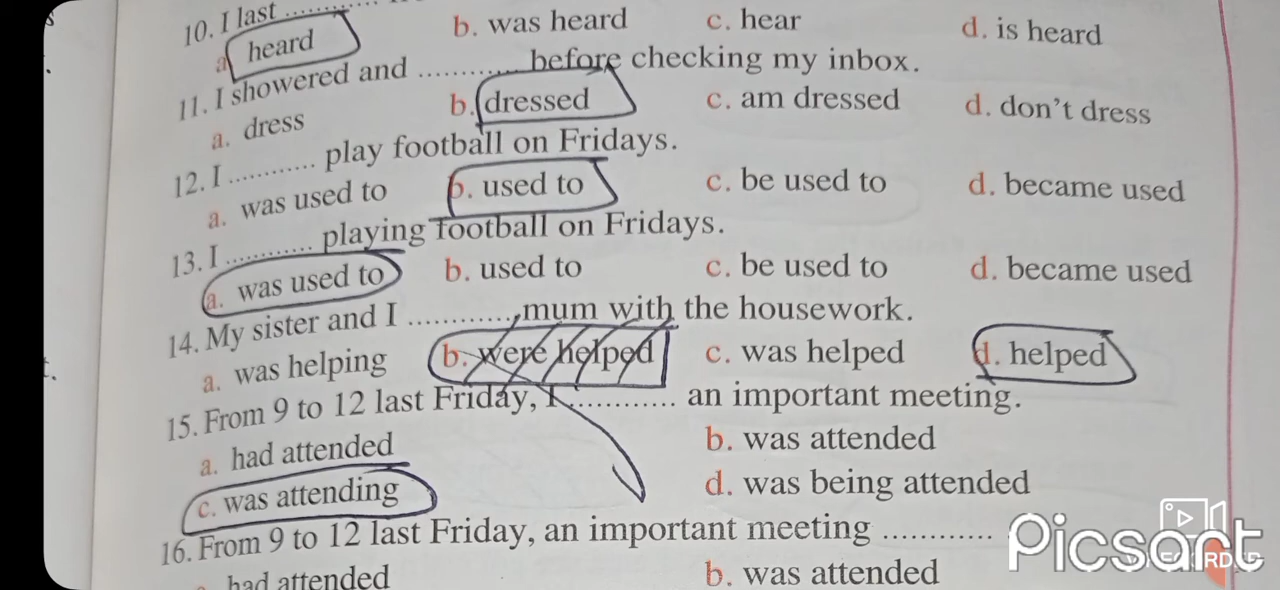 10. I last ............
a heard b. was heard c. hear d. is heard
11. I showered and ............ before checking my inbox.
a. dress b. dressed c. am dressed d. don't dress
12. I ............ play football on Fridays.
a. was used to b. used to c. be used to d. became used
13. I ............ playing football on Fridays.
a. was used to b. used to c. be used to d. became used
14. My sister and I ............ mum with the housework.
a. was helping b. were helped c. was helped d. helped
15. From 9 to 12 last Friday, I ............ an important meeting.
a. had attended b. was attended
c. was attending d. was being attended
16. From 9 to 12 last Friday, an important meeting ............
had attended b. was attended
Picsart